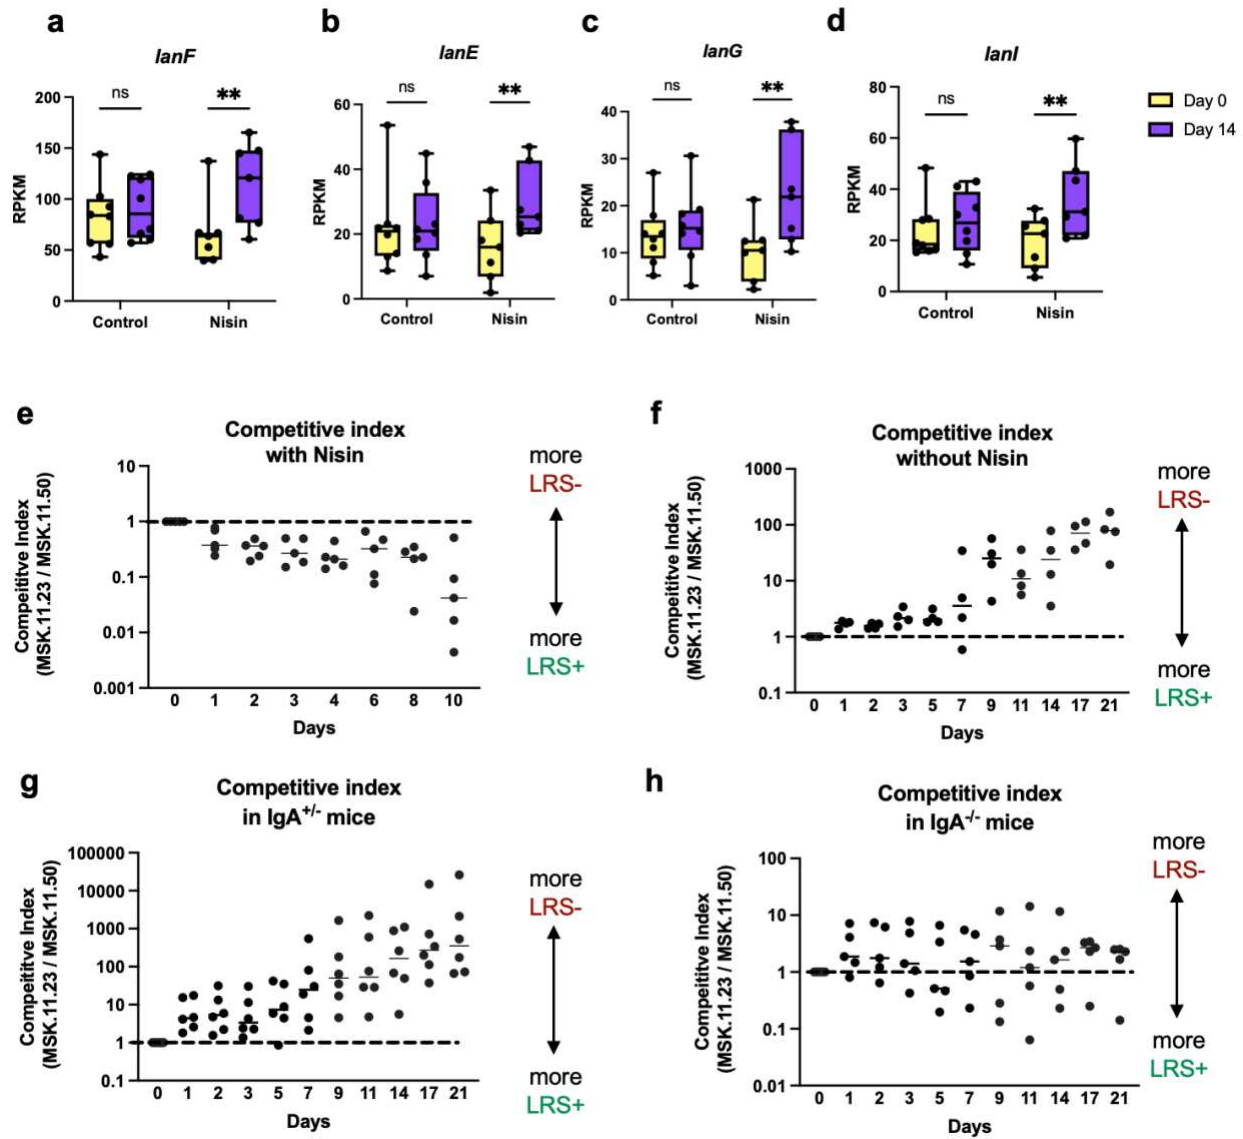 a
lanF
ns
**
200
150
100
50
0
RPKM
Control
Nisin
b
lanE
ns
**
60
40
20
0
RPKM
Control
Nisin
c
lanG
ns
**
40
30
20
10
0
RPKM
Control
Nisin
d
lanI
ns
**
80
60
40
20
0
RPKM
Control
Nisin
Day 0
Day 14
e
Competitive index
with Nisin
Compeititve Index
(MSK.11.23 / MSK.11.50)
10
1
0.1
0.01
0.001
0 1 2 3 4 6 8 10
Days
more
LRS-
more
LRS+
f
Competitive index
without Nisin
Compeititve Index
(MSK.11.23 / MSK.11.50)
1000
100
10
1
0.1
0 1 2 3 5 7 9 11 14 17 21
Days
more
LRS-
more
LRS+
g
Competitive index
in IgA+/- mice
Compeititve Index
(MSK.11.23 / MSK.11.50)
100000
10000
1000
100
10
1
0.1
0 1 2 3 5 7 9 11 14 17 21
Days
more
LRS-
more
LRS+
h
Competitive index
in IgA-/- mice
Compeititve Index
(MSK.11.23 / MSK.11.50)
100
10
1
0.1
0.01
0 1 2 3 5 7 9 11 14 17 21
Days
more
LRS-
more
LRS+